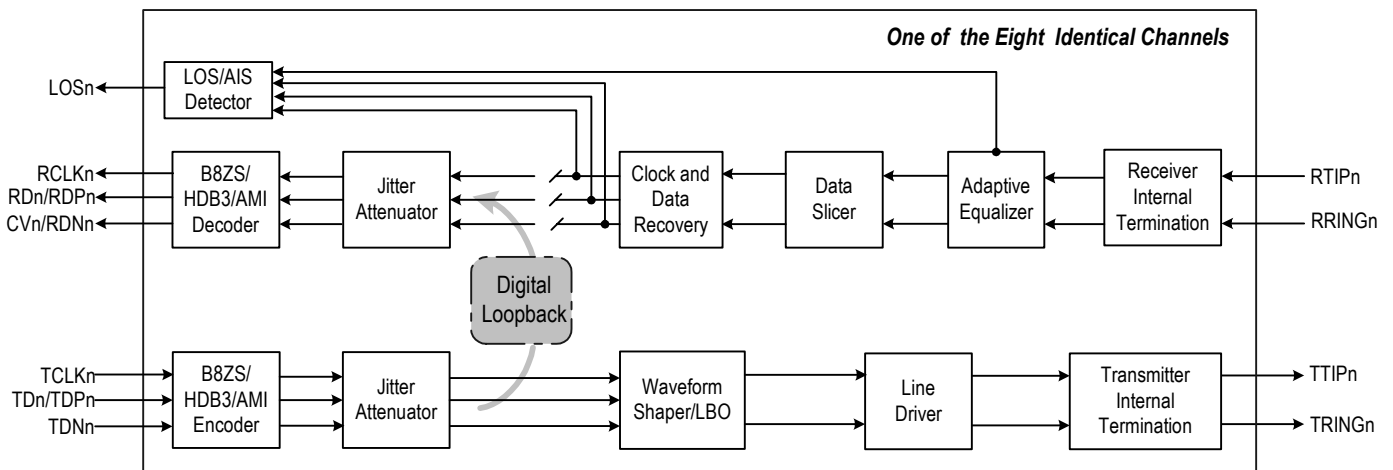 One of the Eight Identical Channels
LOSn
LOS/AIS
Detector
RCLKn
RDn/RDPn
CVn/RDNn
B8ZS/
HDB3/AMI
Decoder
Jitter
Attenuator
Clock and
Data
Recovery
Data
Slicer
Adaptive
Equalizer
Receiver
Internal
Termination
RTIPn
RRINGn
Digital
Loopback
TCLKn
TDn/TDPn
TDNn
B8ZS/
HDB3/AMI
Encoder
Jitter
Attenuator
Waveform
Shaper/LBO
Line
Driver
Transmitter
Internal
Termination
TTIPn
TRINGn